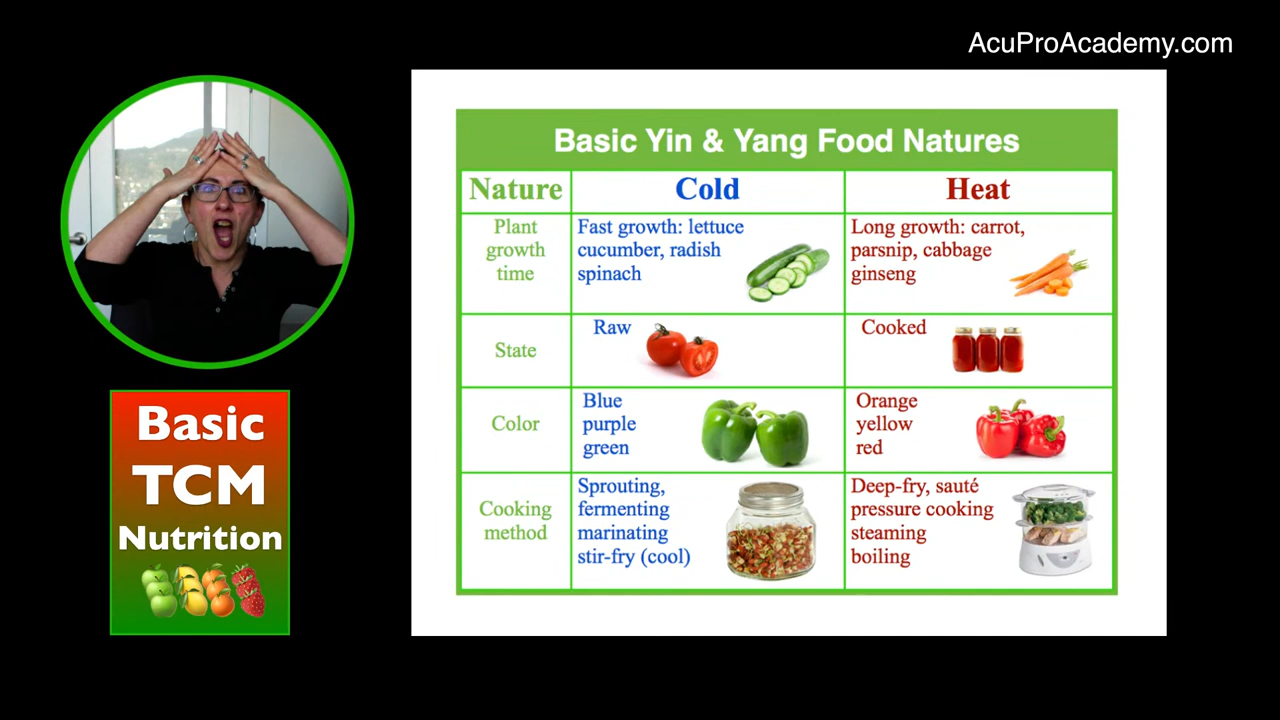 AcuProAcademy.com
Basic
TCM
Nutrition
Basic Yin & Yang Food Natures
Nature
Cold
Heat
Plant
growth
time
Fast growth: lettuce
cucumber, radish
spinach
Long growth: carrot,
parsnip, cabbage
ginseng
State
Raw
Cooked
Color
Blue
purple
green
Orange
yellow
red
Cooking
method
Sprouting,
fermenting
marinating
stir-fry (cool)
Deep-fry, sauté
pressure cooking
steaming
boiling